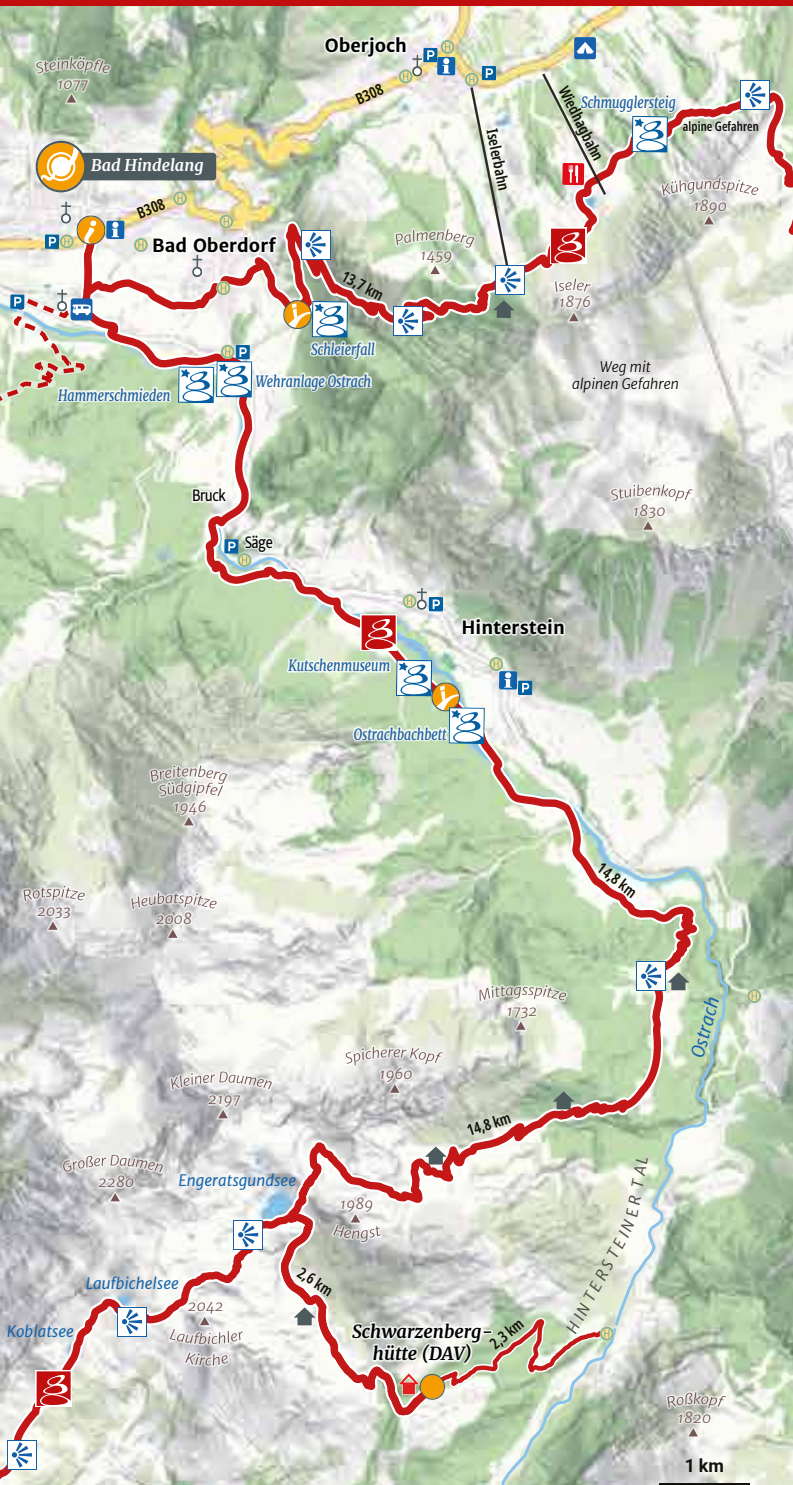 Oberjoch
P
H
i
P
H
H
Steinköpfle
1077
B308
Iselerbahn
Wiedhagbahn
Schmugglersteig
alpine Gefahren
Bad Hindelang
Kühgundspitze
1890
H
B308
H
i
i
P
H
H
Bad Oberdorf
Palmenberg
1459
13,7 km
Iseler
1876
H
P
Schleierfall
H
P
Hammerschmieden
Wehranlage Ostrach
Weg mit
alpinen Gefahren
Bruck
Stuibenkopf
1830
P
Säge
H
H
P
Hinterstein
Kutschenmuseum
H
i
P
Ostrachbachbett
Breitenberg
Südgipfel
1946
14,8 km
Rotspitze
2033
Heubatspitze
2008
Mittagsspitze
1732
H
Ostrach
Spicherer Kopf
1960
Kleiner Daumen
2197
14,8 km
Großer Daumen
2280
Engeratsgundsee
1989
Hengst
HINTERSTEINER TAL
Laufbichelsee
2,6 km
2042
Laufbichler
Kirche
Koblatsee
Schwarzenberg-
hütte (DAV)
2,3 km
H
Roßkopf
1820
1 km